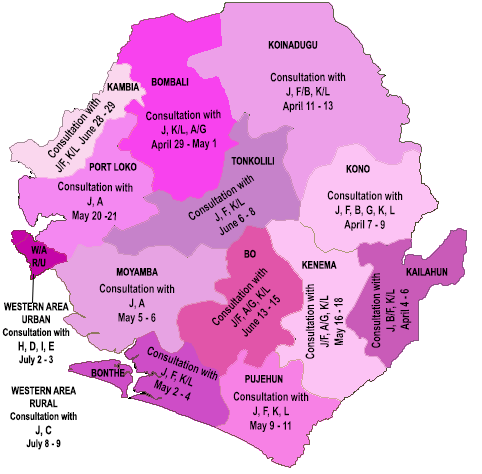 KOINADUGU
Consultation with
J, F/B, K/L
April 11 - 13
BOMBALI
Consultation with
J, K/L, A/G
April 29 - May 1
KAMBIA
Consultation with
J/F, K/L June 28 - 29
PORT LOKO
Consultation with
J, A
May 20 -21
TONKOLILI
Consultation with
J, F, K/L
June 6 - 8
KONO
Consultation with
J, F, B, G, K, L
April 7 - 9
W/A
R/U
MOYAMBA
Consultation with
J, A
May 5 - 6
BO
Consultation with
J/F, A/G, K/L
June 13 - 15
KENEMA
Consultation with
J/F, A/G, K/L
May 16 - 18
KAILAHUN
Consultation with
J, B/F, K/L
April 4 - 6
WESTERN AREA
URBAN
Consultation with
H, D, I, E
July 2 - 3
BONTHE
Consultation with
J, F, K/L
May 2 - 4
PUJEHUN
Consultation with
J, F, K, L
May 9 - 11
WESTERN AREA
RURAL
Consultation with
J, C
July 8 - 9